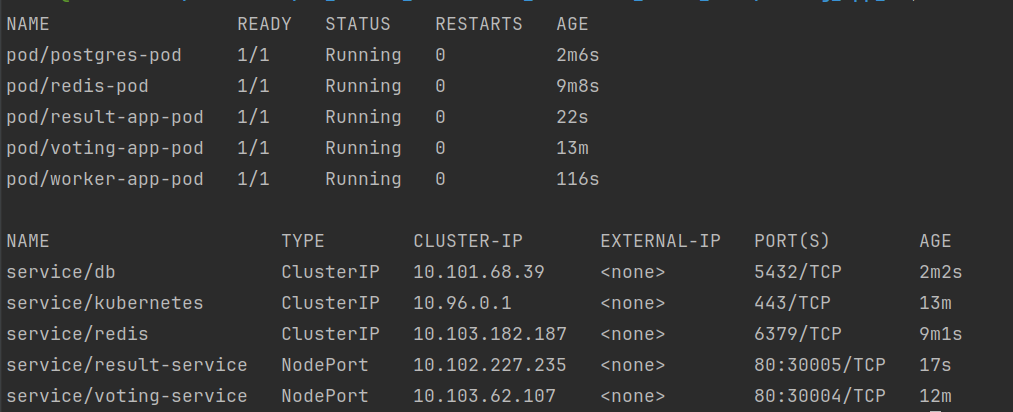 NAME READY STATUS RESTARTS AGE
pod/postgres-pod 1/1 Running 0 2m6s
pod/redis-pod 1/1 Running 0 9m8s
pod/result-app-pod 1/1 Running 0 22s
pod/voting-app-pod 1/1 Running 0 13m
pod/worker-app-pod 1/1 Running 0 116s
NAME TYPE CLUSTER-IP EXTERNAL-IP PORT(S) AGE
service/db ClusterIP 10.101.68.39 <none> 5432/TCP 2m2s
service/kubernetes ClusterIP 10.96.0.1 <none> 443/TCP 13m
service/redis ClusterIP 10.103.182.187 <none> 6379/TCP 9m1s
service/result-service NodePort 10.102.227.235 <none> 80:30005/TCP 17s
service/voting-service NodePort 10.103.62.107 <none> 80:30004/TCP 12m